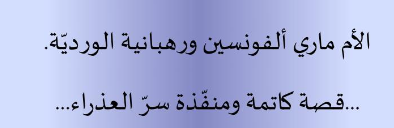 الأم ماري ألفونسين ورهبانية الورديّة.
...قصة كاتمة ومنفّذة سرّ العذراء...